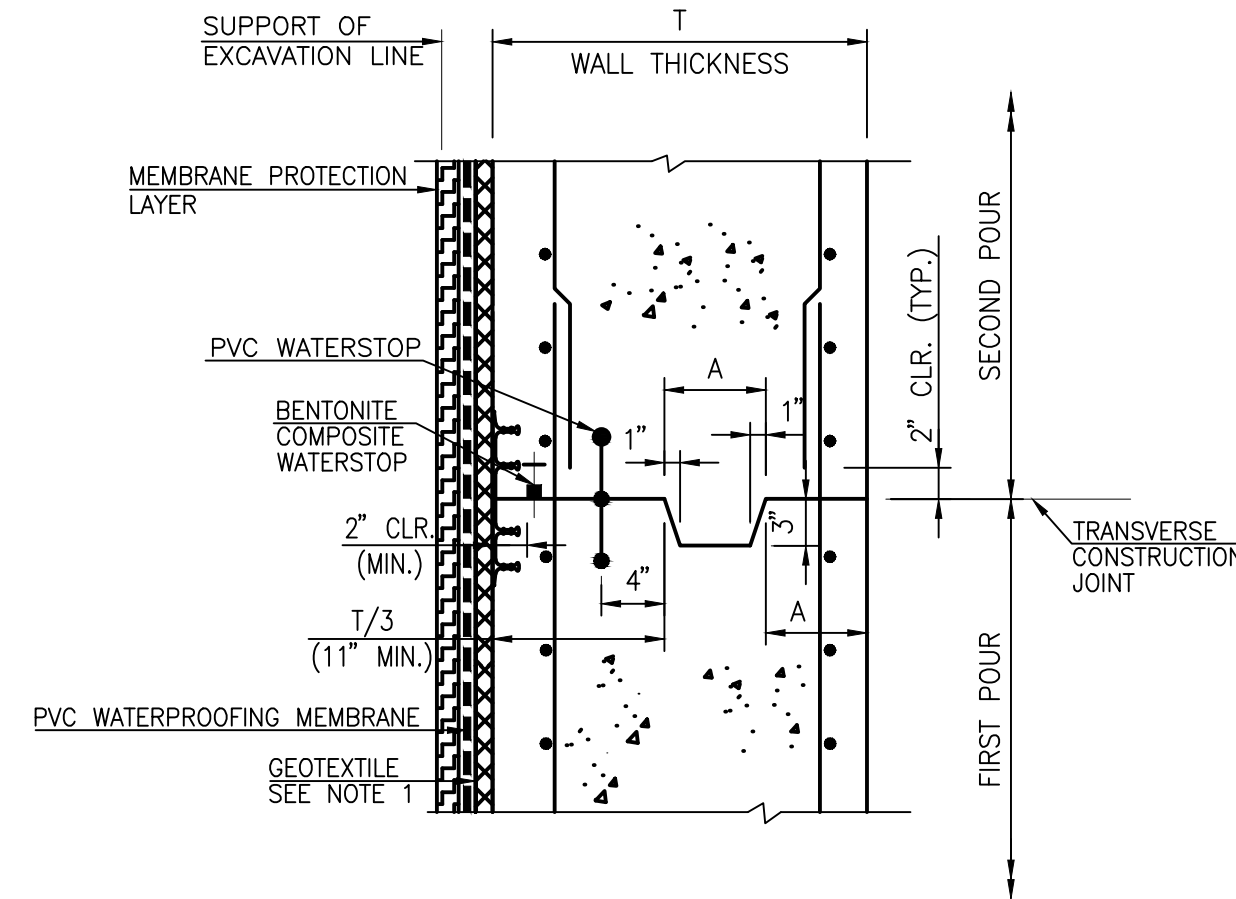 T
SUPPORT OF
EXCAVATION LINE
WALL THICKNESS
MEMBRANE PROTECTION
LAYER
SECOND POUR
2" CLR. (TYP.)
PVC WATERSTOP
A
BENTONITE
COMPOSITE
WATERSTOP
1"
1"
2" CLR.
(MIN.)
3"
TRANSVERSE
CONSTRUCTION
JOINT
4"
A
T/3
(11" MIN.)
PVC WATERPROOFING MEMBRANE
FIRST POUR
GEOTEXTILE
SEE NOTE 1